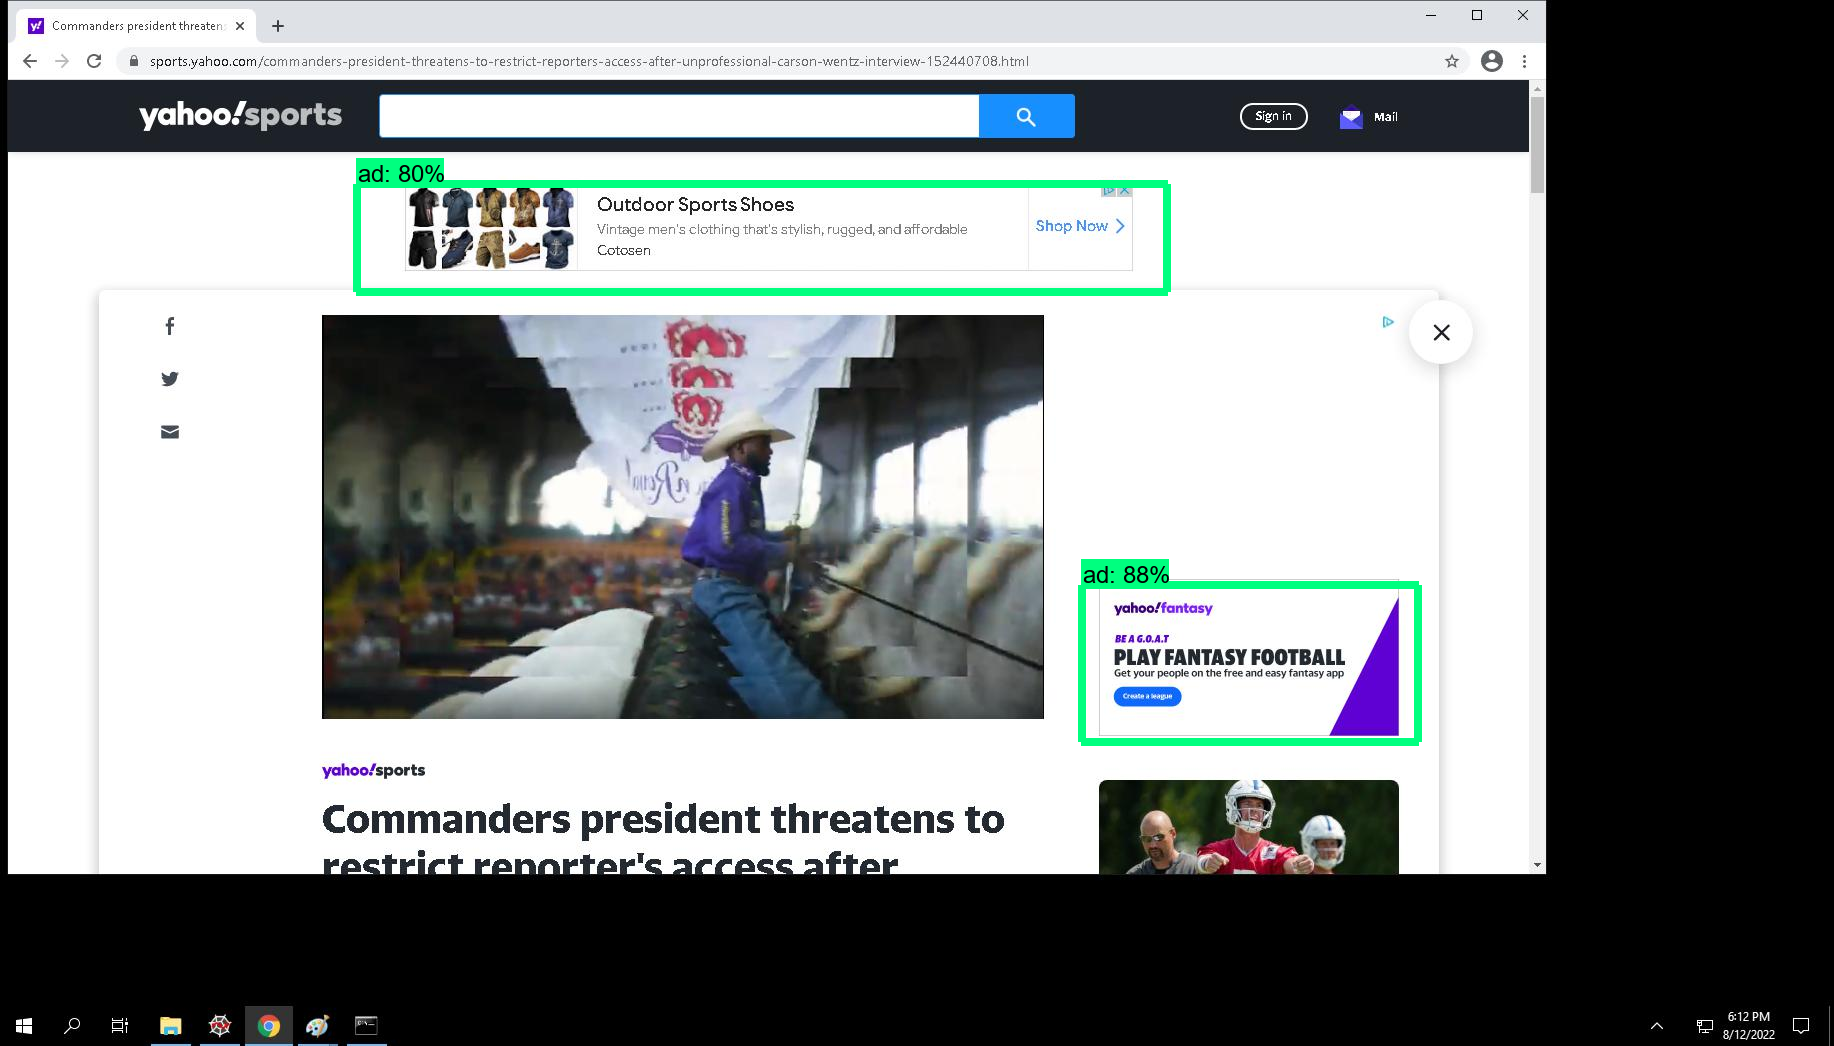 Commanders president threaten
sports.yahoo.com/commanders-president-threatens-to-restrict-reporters-access-after-unprofessional-carson-wentz-interview-152440708.html
yahoo!sports
Sign in
Mail
ad: 80%
Outdoor Sports Shoes
Vintage men's clothing that's stylish, rugged, and affordable
Cotosen
Shop Now
ad: 88%
yahoo!fantasy
BE A G.O.A.T
PLAY FANTASY FOOTBALL
Get your people on the free and easy fantasy app
Create a league
yahoo!sports
Commanders president threatens to
restrict reporter's access after
6:12 PM
8/12/2022